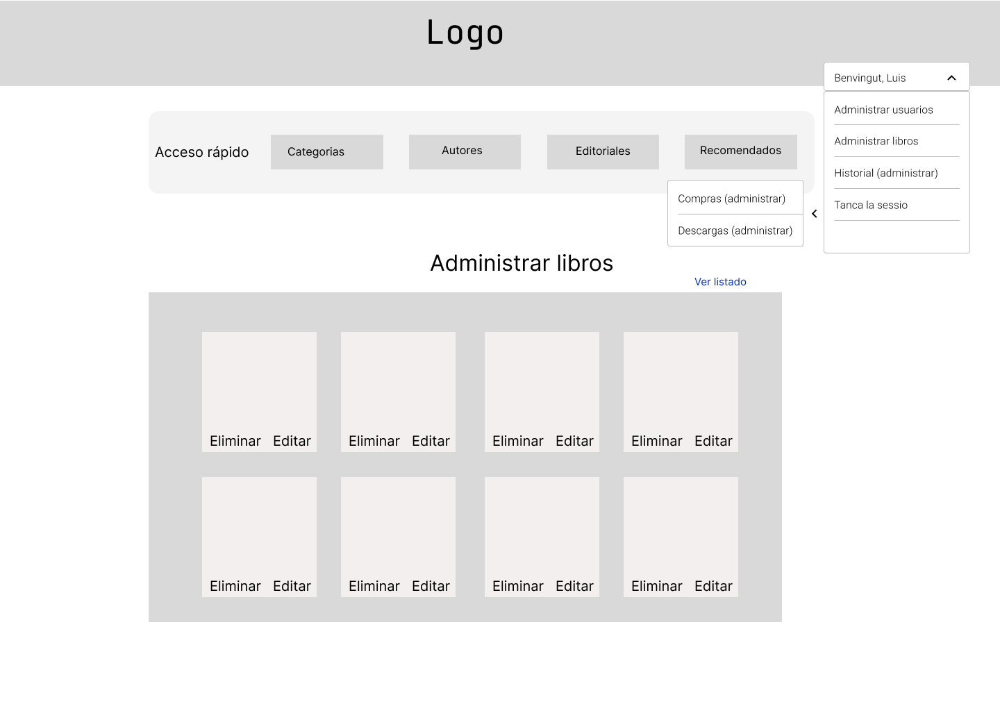 Logo
Benvingut, Luis
Administrar usuarios
Administrar libros
Historial (administrar)
Tanca la sessio
Acceso rápido
Categorias
Autores
Editoriales
Recomendados
Compras (administrar)
Descargas (administrar)
Administrar libros
Ver listado
Eliminar Editar
Eliminar Editar
Eliminar Editar
Eliminar Editar
Eliminar Editar
Eliminar Editar
Eliminar Editar
Eliminar Editar